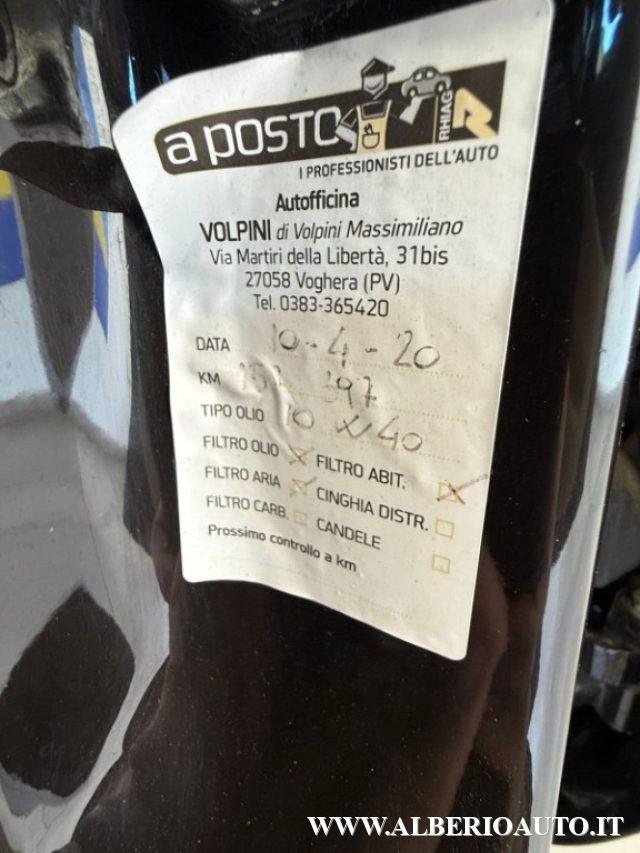 a POSTO
RHIAG
I PROFESSIONISTI DELL'AUTO
Autofficina
VOLPINI di Volpini Massimiliano
Via Martiri della Libertà, 31bis
27058 Voghera (PV)
Tel. 0383-365420
DATA 10-4-20
KM 397
TIPO OLIO 10 W 40
FILTRO OLIO FILTRO ABIT.
FILTRO ARIA CINGHIA DISTR.
FILTRO CARB. CANDELE
Prossimo controllo a km
WWW.ALBERIOAUTO.IT